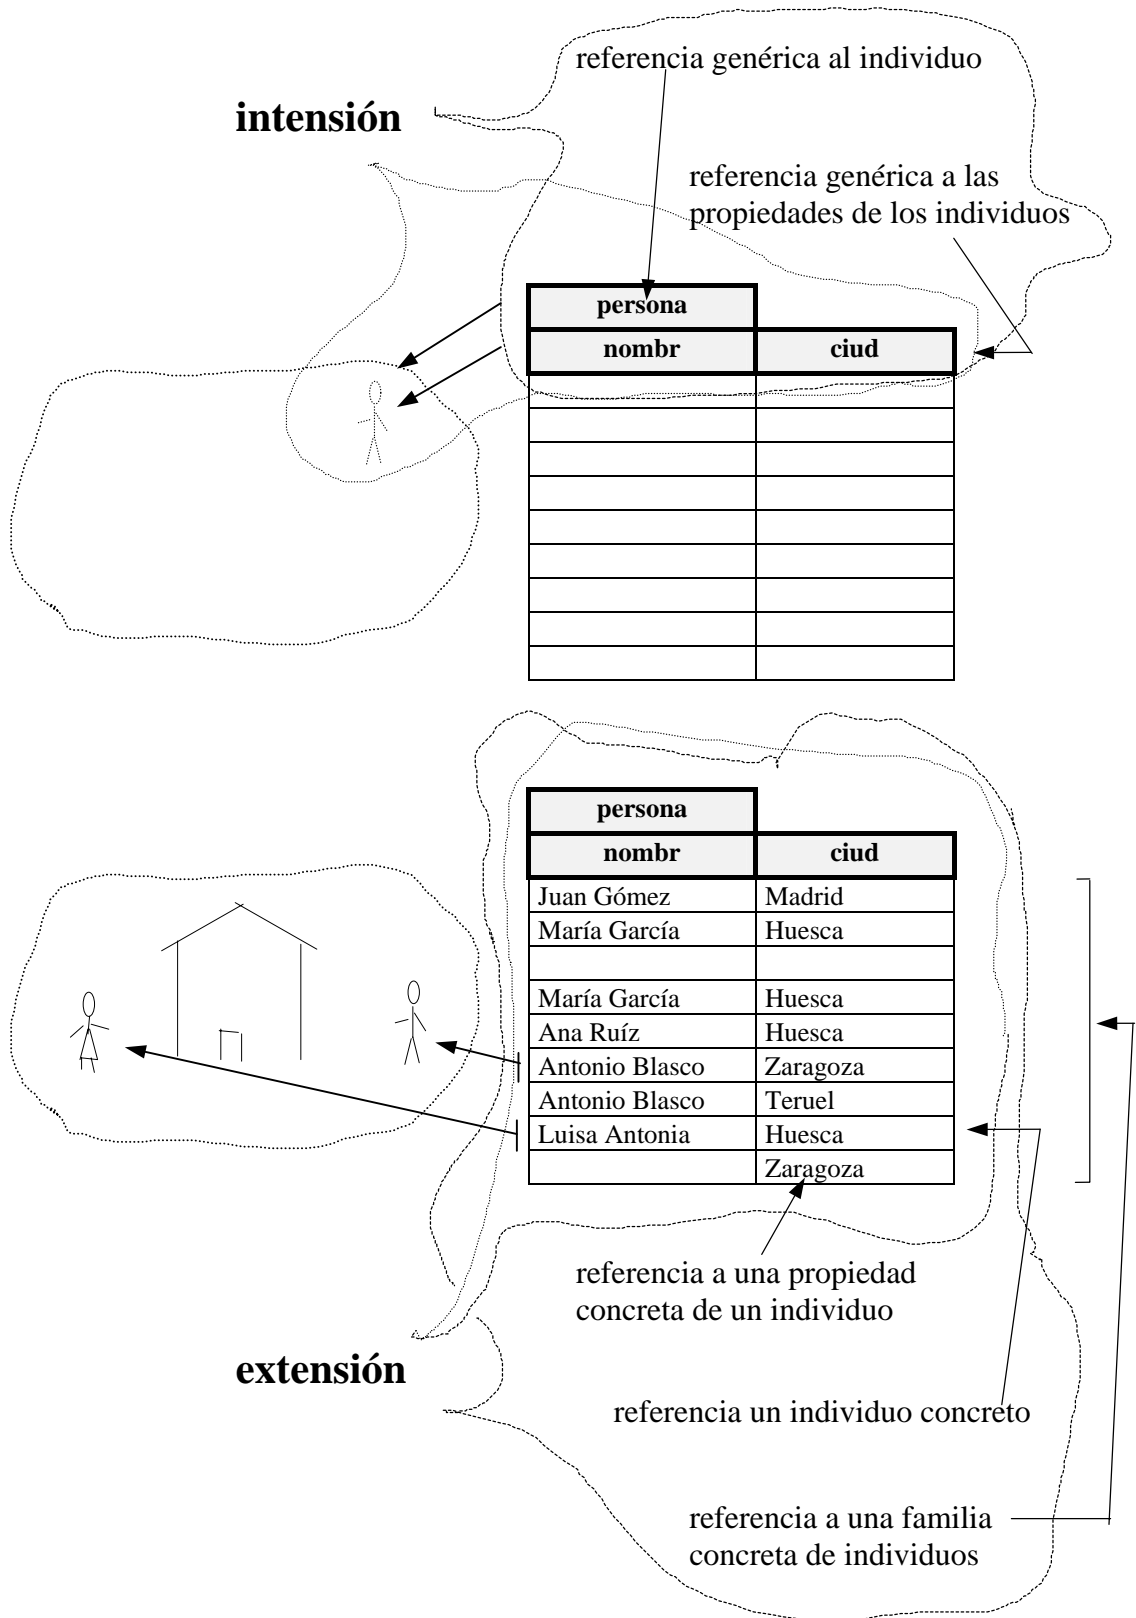 referencia genérica al individuo
intensión
referencia genérica a las
propiedades de los individuos
persona
nombr ciud
persona
nombr ciud
Juan Gómez Madrid
María García Huesca
María García Huesca
Ana Ruíz Huesca
Antonio Blasco Zaragoza
Antonio Blasco Teruel
Luisa Antonia Huesca
Zaragoza
referencia a una propiedad
concreta de un individuo
extensión
referencia un individuo concreto
referencia a una familia
concreta de individuos